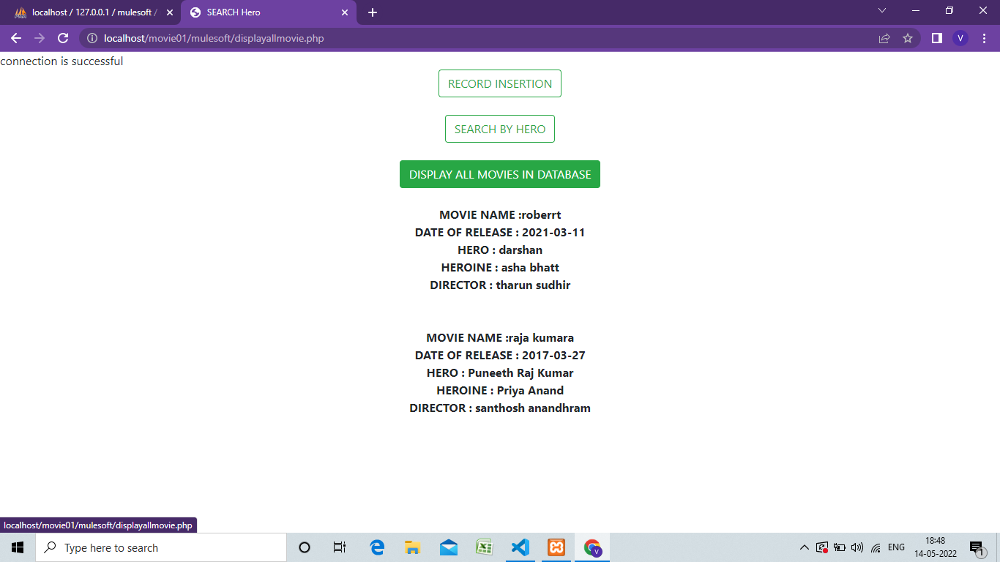 localhost / 127.0.0.1 / mulesoft /
SEARCH Hero
localhost/movie01/mulesoft/displayallmovie.php
V
connection is successful
RECORD INSERTION
SEARCH BY HERO
DISPLAY ALL MOVIES IN DATABASE
MOVIE NAME :roberrt
DATE OF RELEASE : 2021-03-11
HERO : darshan
HEROINE : asha bhatt
DIRECTOR : tharun sudhir
MOVIE NAME :raja kumara
DATE OF RELEASE : 2017-03-27
HERO : Puneeth Raj Kumar
HEROINE : Priya Anand
DIRECTOR : santhosh anandhram
localhost/movie01/mulesoft/displayallmovie.php
Type here to search
V
ENG
18:48
14-05-2022
1